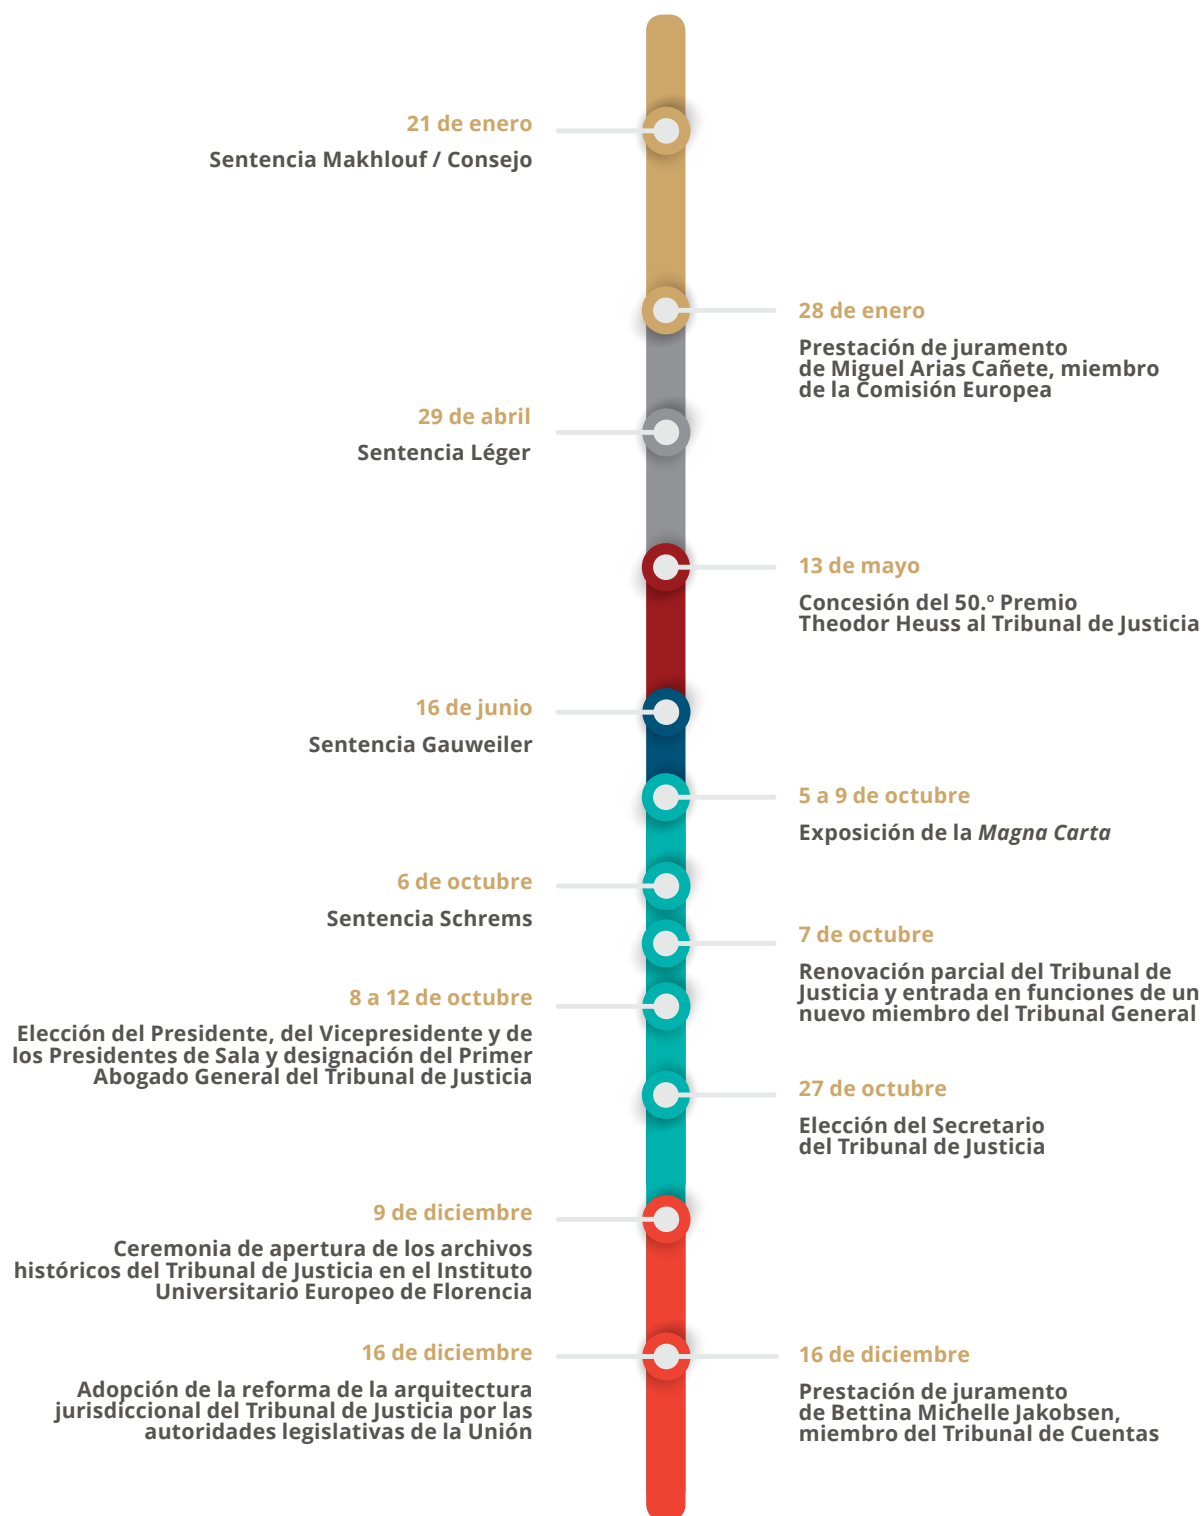 21 de enero
Sentencia Makhlouf / Consejo
28 de enero
Prestación de juramento
de Miguel Arias Cañete, miembro
de la Comisión Europea
29 de abril
Sentencia Léger
13 de mayo
Concesión del 50.º Premio
Theodor Heuss al Tribunal de Justicia
16 de junio
Sentencia Gauweiler
5 a 9 de octubre
Exposición de la Magna Carta
6 de octubre
Sentencia Schrems
7 de octubre
Renovación parcial del Tribunal de
Justicia y entrada en funciones de un
nuevo miembro del Tribunal General
8 a 12 de octubre
Elección del Presidente, del Vicepresidente y de
los Presidentes de Sala y designación del Primer
Abogado General del Tribunal de Justicia
27 de octubre
Elección del Secretario
del Tribunal de Justicia
9 de diciembre
Ceremonia de apertura de los archivos
históricos del Tribunal de Justicia en el Instituto
Universitario Europeo de Florencia
16 de diciembre
Adopción de la reforma de la arquitectura
jurisdiccional del Tribunal de Justicia por las
autoridades legislativas de la Unión
16 de diciembre
Prestación de juramento
de Bettina Michelle Jakobsen,
miembro del Tribunal de Cuentas